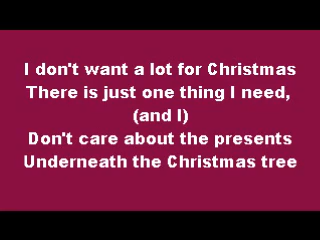 I don't want a lot for Christmas
There is just one thing I need,
(and I)
Don't care about the presents
Underneath the Christmas tree